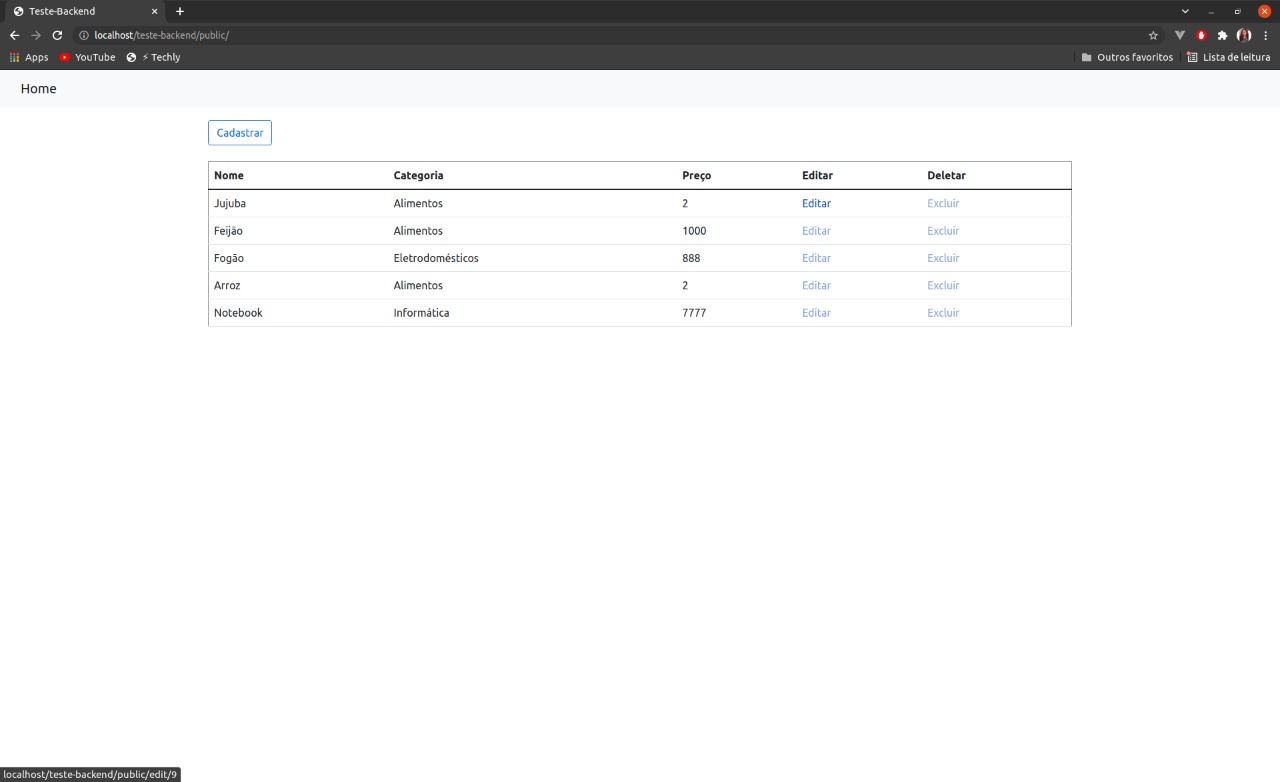 Teste-Backend
localhost/teste-backend/public/
Apps YouTube ⚡ Techly Outros favoritos Lista de leitura
Home
Cadastrar
Nome Categoria Preço Editar Deletar
Jujuba Alimentos 2 Editar Excluir
Feijão Alimentos 1000 Editar Excluir
Fogão Eletrodomésticos 888 Editar Excluir
Arroz Alimentos 2 Editar Excluir
Notebook Informática 7777 Editar Excluir
localhost/teste-backend/public/edit/9